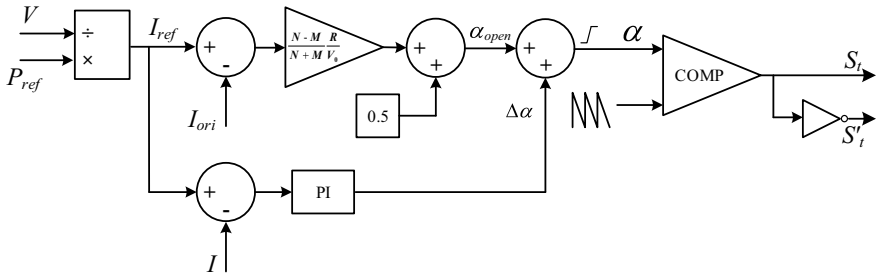 V
P_ref
÷
×
I_ref
+
-
I_ori
N - M R
N + M V_0
+
+
0.5
α_open
+
+
Δα
α
COMP
S_t
S'_t
+
-
I
PI